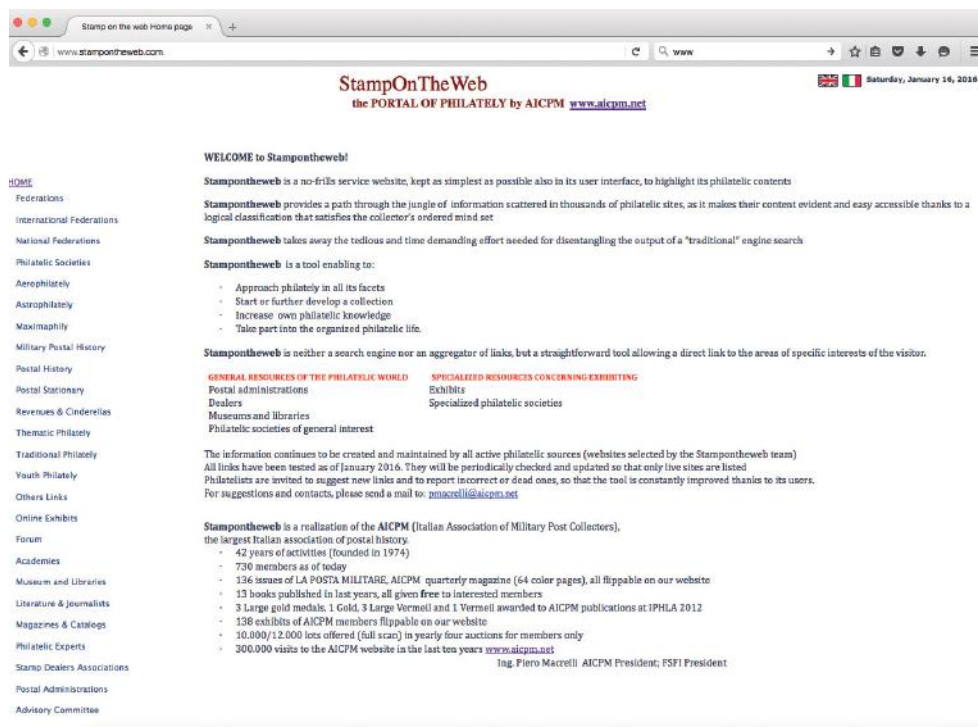 Stamp on the web Home page
www.stampontheweb.com
www
StampOnTheWeb
the PORTAL OF PHILATELY by AICPM www.aicpm.net
Saturday, January 16, 2016
HOME
Federations
International Federations
National Federations
Philatelic Societies
Aerophilately
Astrophilately
Maximaphily
Military Postal History
Postal History
Postal Stationary
Revenues & Cinderellas
Thematic Philately
Traditional Philately
Youth Philately
Others Links
Online Exhibits
Forum
Academies
Museum and Libraries
Literature & Journalists
Magazines & Catalogs
Philatelic Experts
Stamp Dealers Associations
Postal Administrations
Advisory Committee
WELCOME to Stampontheweb!
Stampontheweb is a no-frills service website, kept as simplest as possible also in its user interface, to highlight its philatelic contents
Stampontheweb provides a path through the jungle of information scattered in thousands of philatelic sites, as it makes their content evident and easy accessible thanks to a
logical classification that satisfies the collector's ordered mind set
Stampontheweb takes away the tedious and time demanding effort needed for disentangling the output of a "traditional" engine search
Stampontheweb is a tool enabling to:
· Approach philately in all its facets
· Start or further develop a collection
· Increase own philatelic knowledge
· Take part into the organized philatelic life.
Stampontheweb is neither a search engine nor an aggregator of links, but a straightforward tool allowing a direct link to the areas of specific interests of the visitor.
GENERAL RESOURCES OF THE PHILATELIC WORLD SPECIALIZED RESOURCES CONCERNING EXHIBITING
Postal administrations Exhibits
Dealers Specialized philatelic societies
Museums and libraries
Philatelic societies of general interest
The information continues to be created and maintained by all active philatelic sources (websites selected by the Stampontheweb team)
All links have been tested as of January 2016. They will be periodically checked and updated so that only live sites are listed
Philatelists are invited to suggest new links and to report incorrect or dead ones, so that the tool is constantly improved thanks to its users.
For suggestions and contacts, please send a mail to: pmacrelli@aicpm.net
Stampontheweb is a realization of the AICPM (Italian Association of Military Post Collectors),
the largest Italian association of postal history.
· 42 years of activities (founded in 1974)
· 730 members as of today
· 136 issues of LA POSTA MILITARE, AICPM quarterly magazine (64 color pages), all flippable on our website
· 13 books published in last years, all given free to interested members
· 3 Large gold medals, 1 Gold, 3 Large Vermeil and 1 Vermeil awarded to AICPM publications at IPHLA 2012
· 138 exhibits of AICPM members flippable on our website
· 10.000/12.000 lots offered (full scan) in yearly four auctions for members only
· 300.000 visits to the AICPM website in the last ten years www.aicpm.net
Ing. Piero Macrelli AICPM President; FSFI President